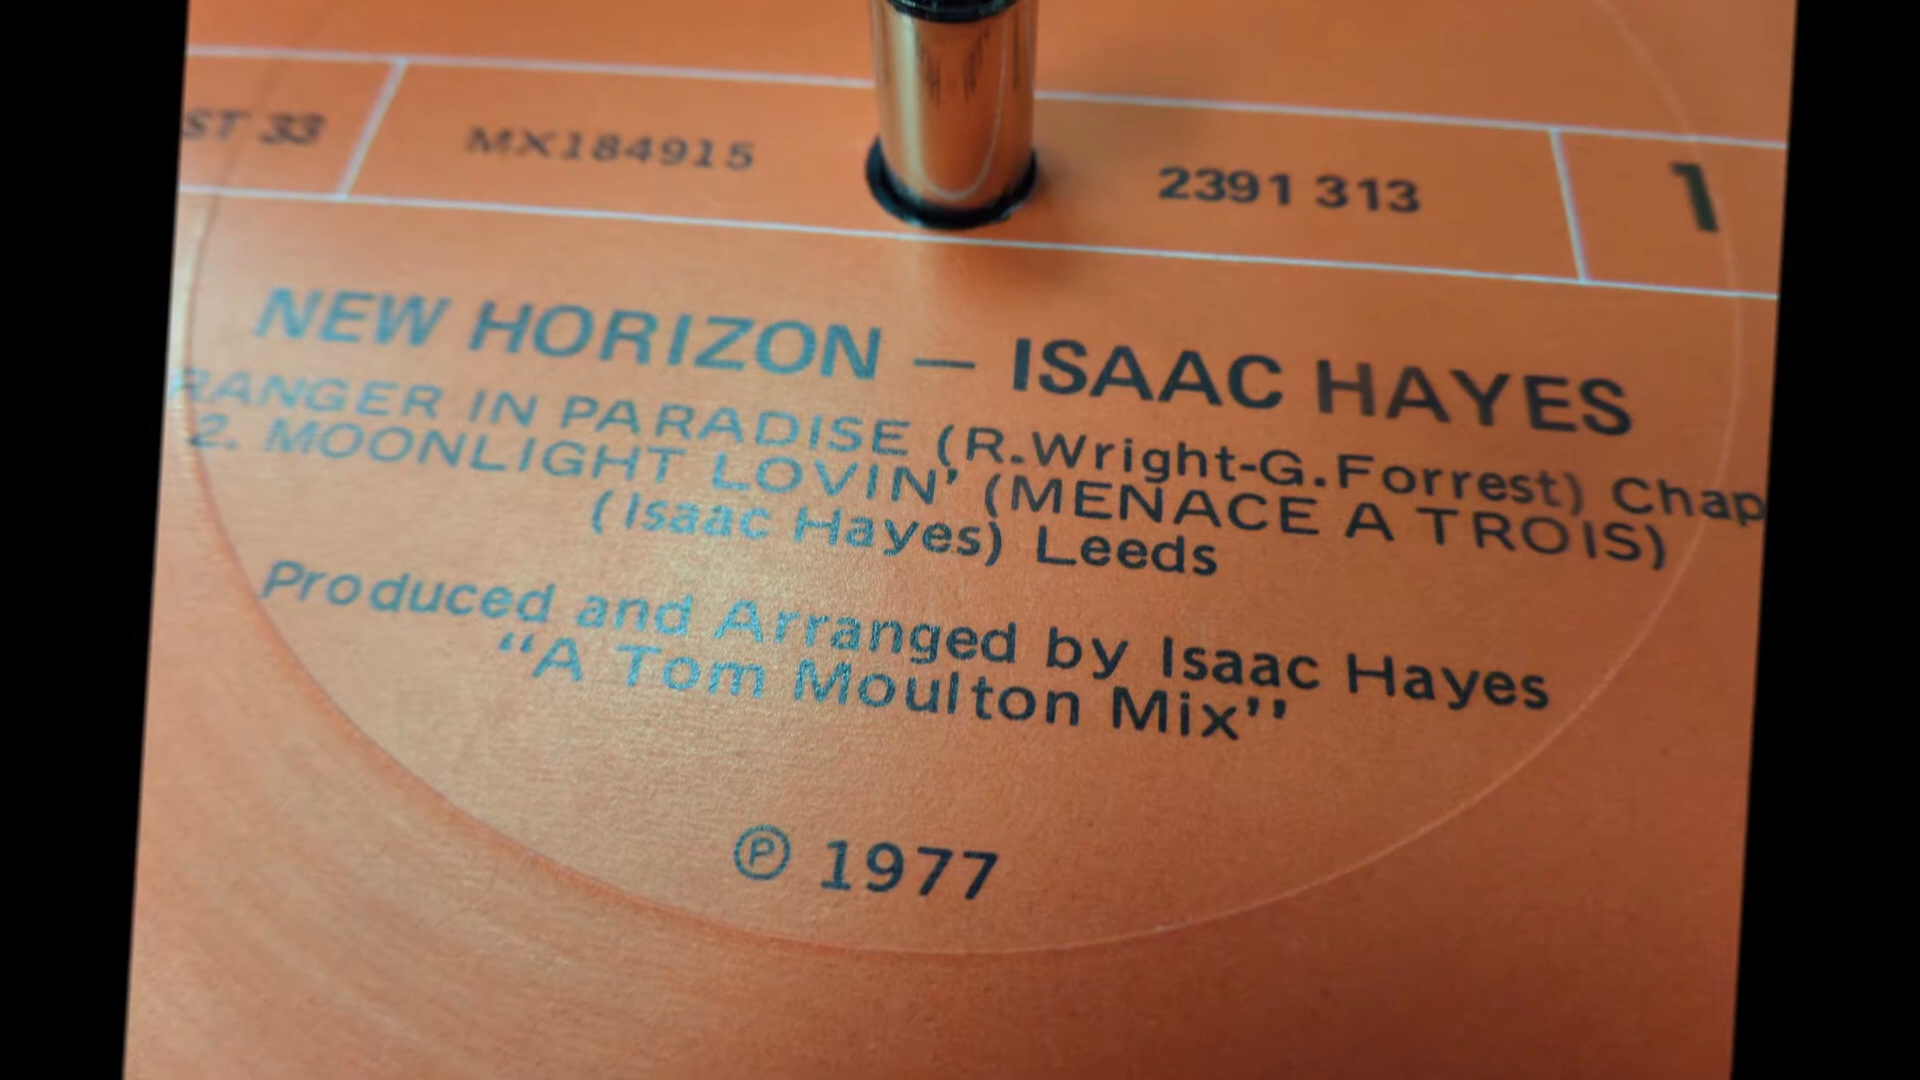 ST 33 MX184915 2391 313 1
NEW HORIZON — ISAAC HAYES
RANGER IN PARADISE (R.Wright-G.Forrest) Chap
2. MOONLIGHT LOVIN' (MENACE A TROIS)
(Isaac Hayes) Leeds
Produced and Arranged by Isaac Hayes
“A Tom Moulton Mix’’
℗ 1977